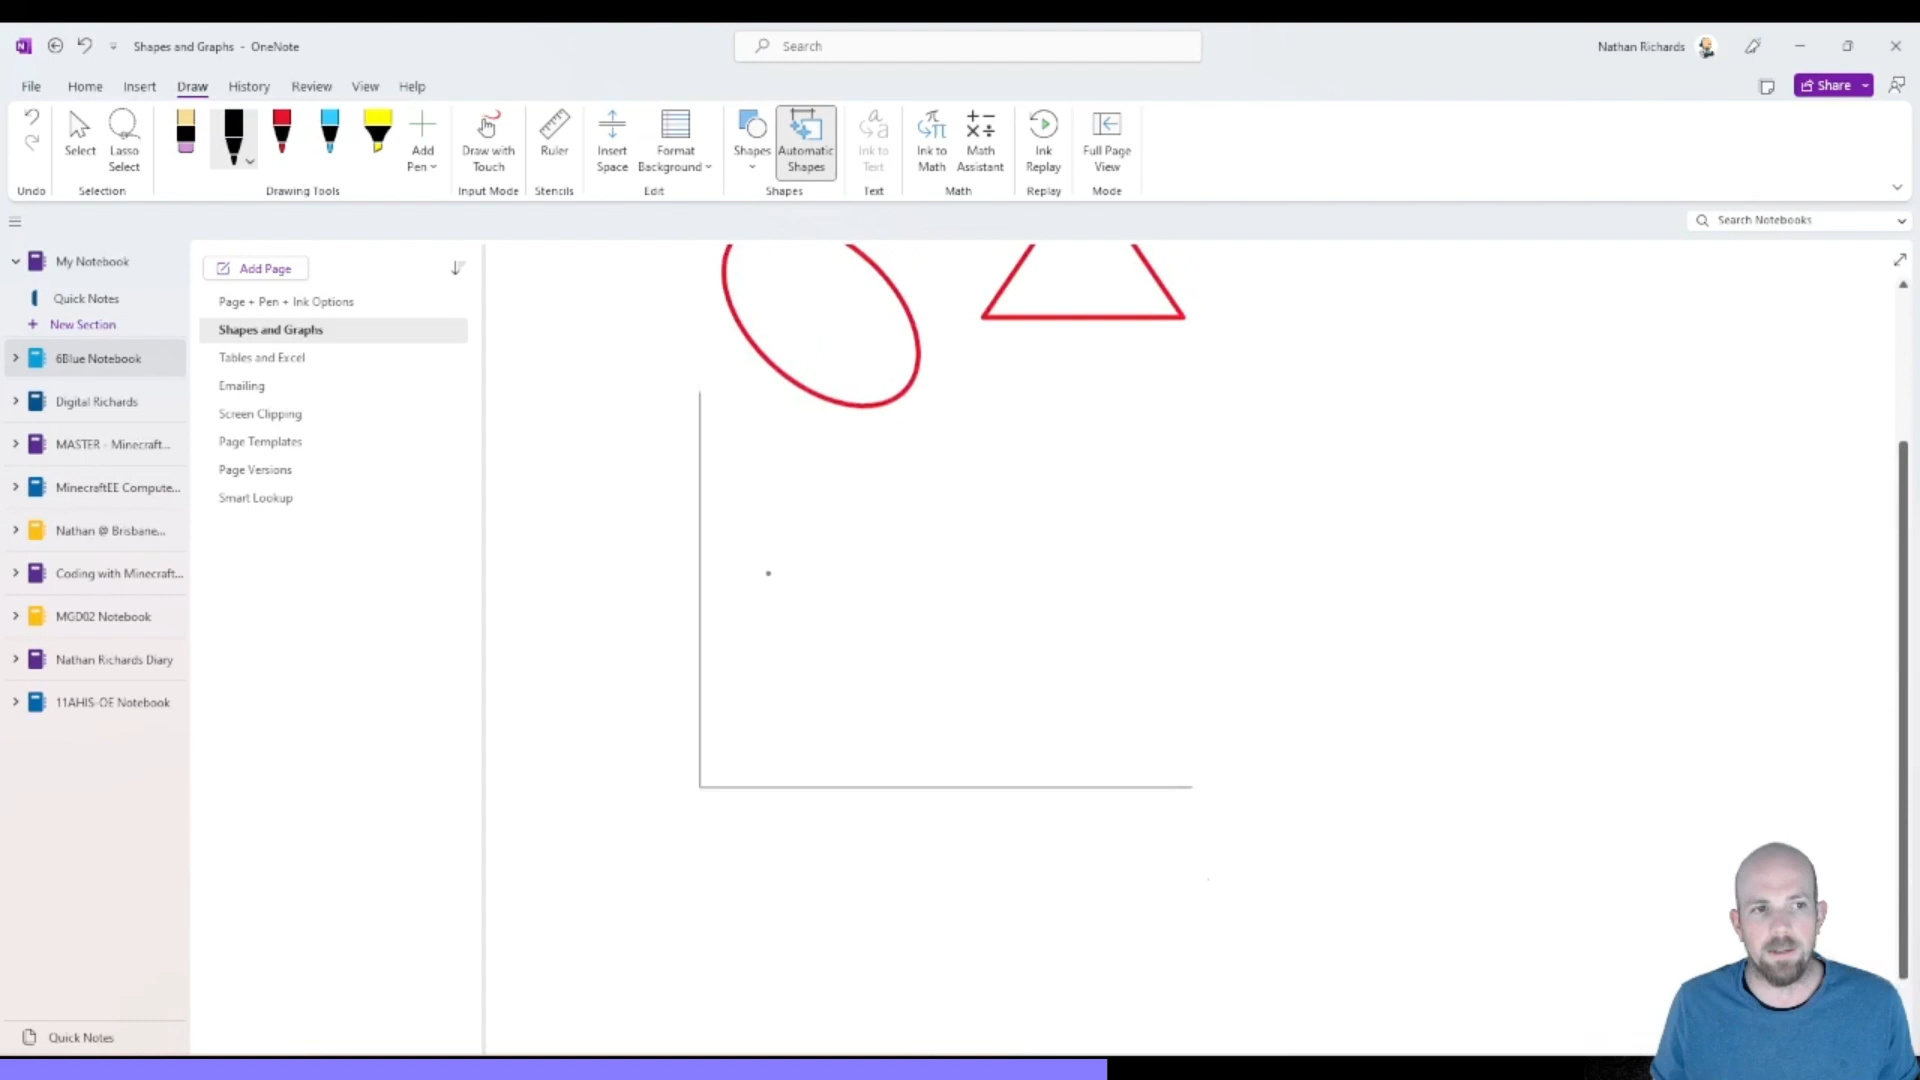 Shapes and Graphs - OneNote
Search
Nathan Richards
File
Home
Insert
Draw
History
Review
View
Help
Share
Select
Lasso
Select
Add
Pen
Draw with
Touch
Ruler
Insert
Space
Format
Background
Shapes
Automatic
Shapes
Ink to
Text
Ink to
Math
Math
Assistant
Ink
Replay
Full Page
View
Undo
Selection
Drawing Tools
Input Mode
Stencils
Edit
Shapes
Text
Math
Replay
Mode
Search Notebooks
My Notebook
Quick Notes
New Section
6Blue Notebook
Digital Richards
MASTER - Minecraft...
MinecraftEE Compute...
Nathan @ Brisbane...
Coding with Minecraft...
MGD02 Notebook
Nathan Richards Diary
11AHIS-OE Notebook
Quick Notes
Add Page
Page + Pen + Ink Options
Shapes and Graphs
Tables and Excel
Emailing
Screen Clipping
Page Templates
Page Versions
Smart Lookup